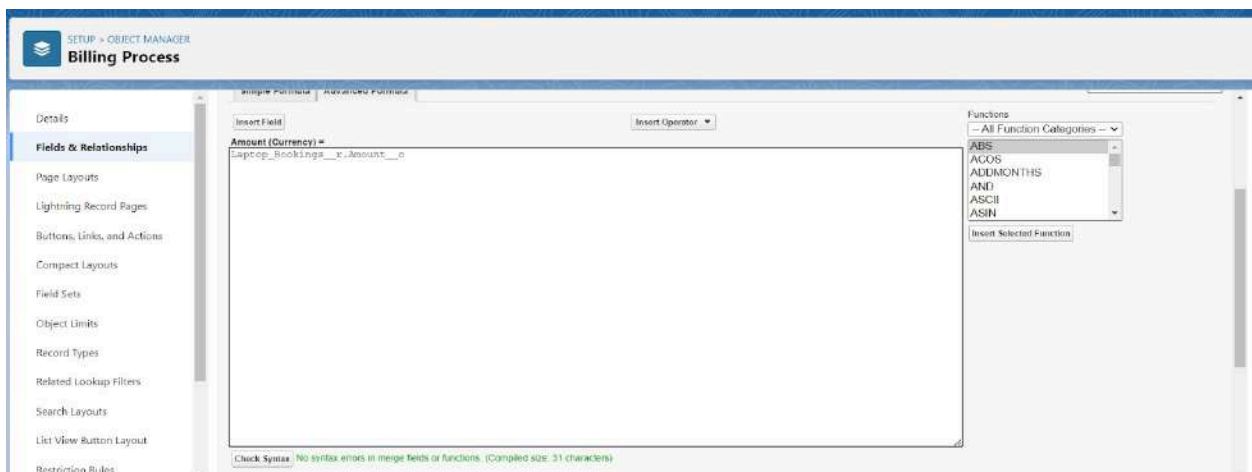 SETUP > OBJECT MANAGER
Billing Process
Simple Formula Advanced Formula
Details
Fields & Relationships
Page Layouts
Lightning Record Pages
Buttons, Links, and Actions
Compact Layouts
Field Sets
Object Limits
Record Types
Related Lookup Filters
Search Layouts
List View Button Layout
Restriction Rules
Insert Field
Insert Operator
Amount (Currency) =
Laptop_Bookings__r.Amount__c
Functions
-- All Function Categories --
ABS
ACOS
ADDMONTHS
AND
ASCII
ASIN
Insert Selected Function
Check Syntax No syntax errors in merge fields or functions. (Compiled size: 31 characters)